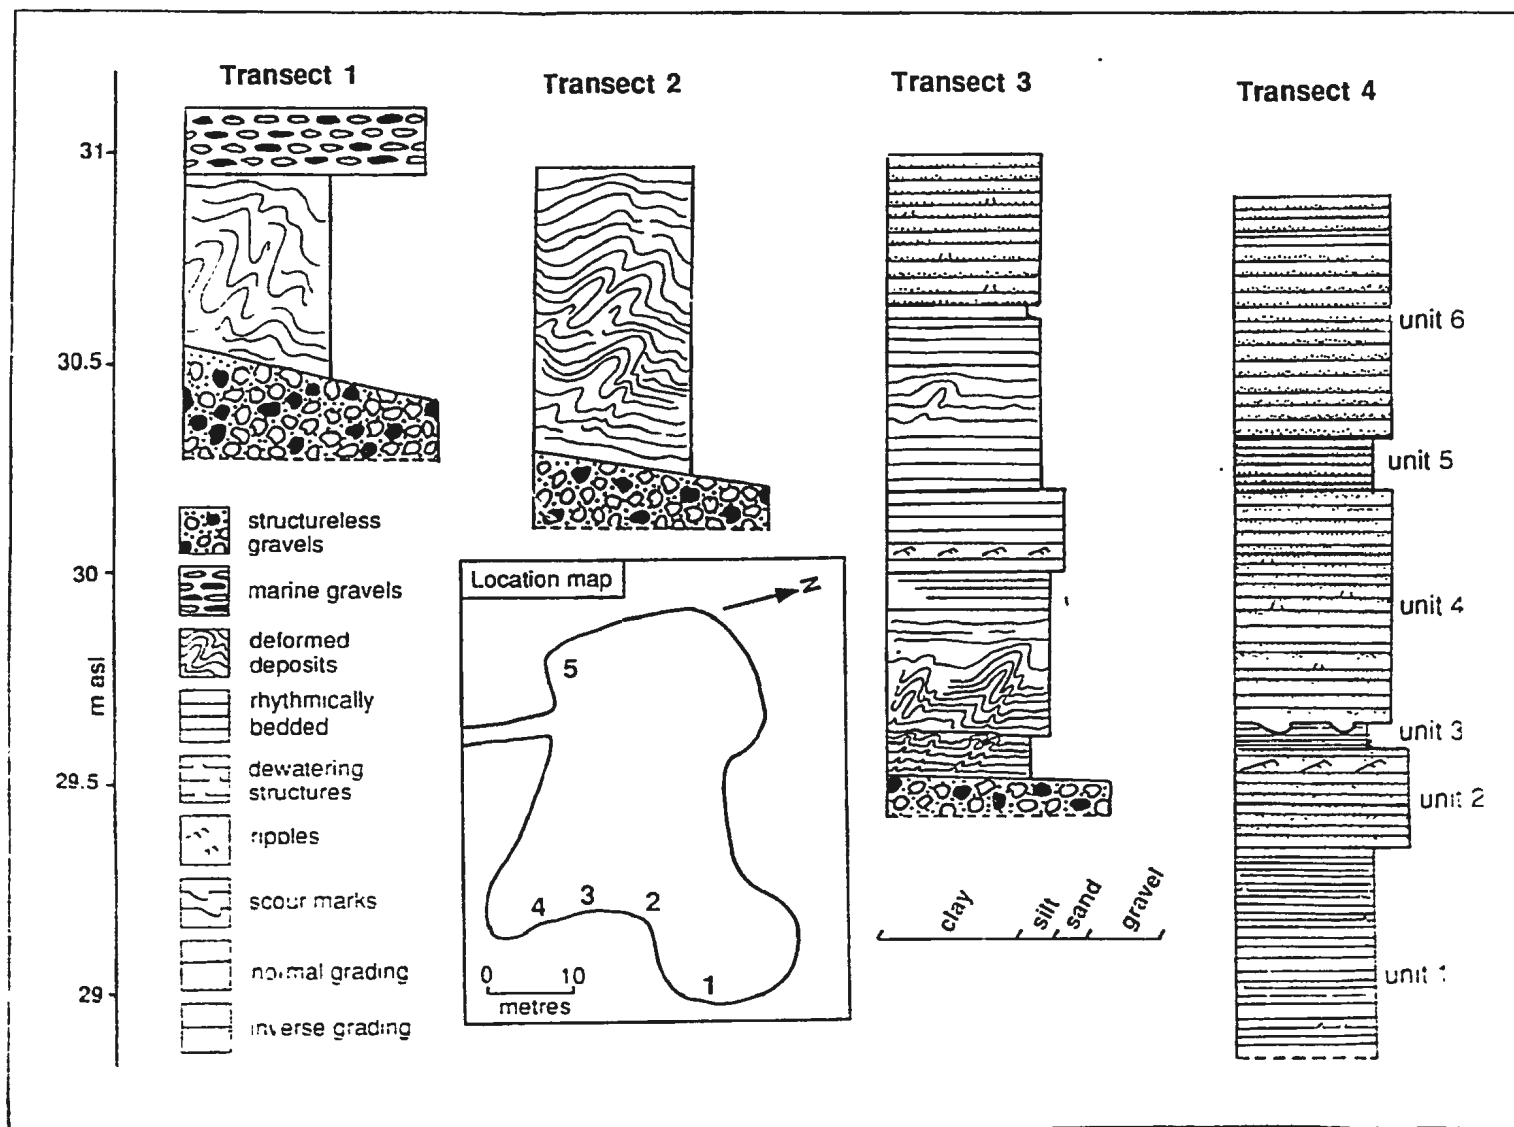 Transect 1
Transect 2
Transect 3
Transect 4
31
30.5
30
29.5
29
m asl
structureless
gravels
marine gravels
deformed
deposits
rhythmically
bedded
dewatering
structures
ripples
scour marks
normal grading
inverse grading
Location map
N
5
4
3
2
1
0
10
metres
clay
silt
sand
gravel
unit 6
unit 5
unit 4
unit 3
unit 2
unit 1